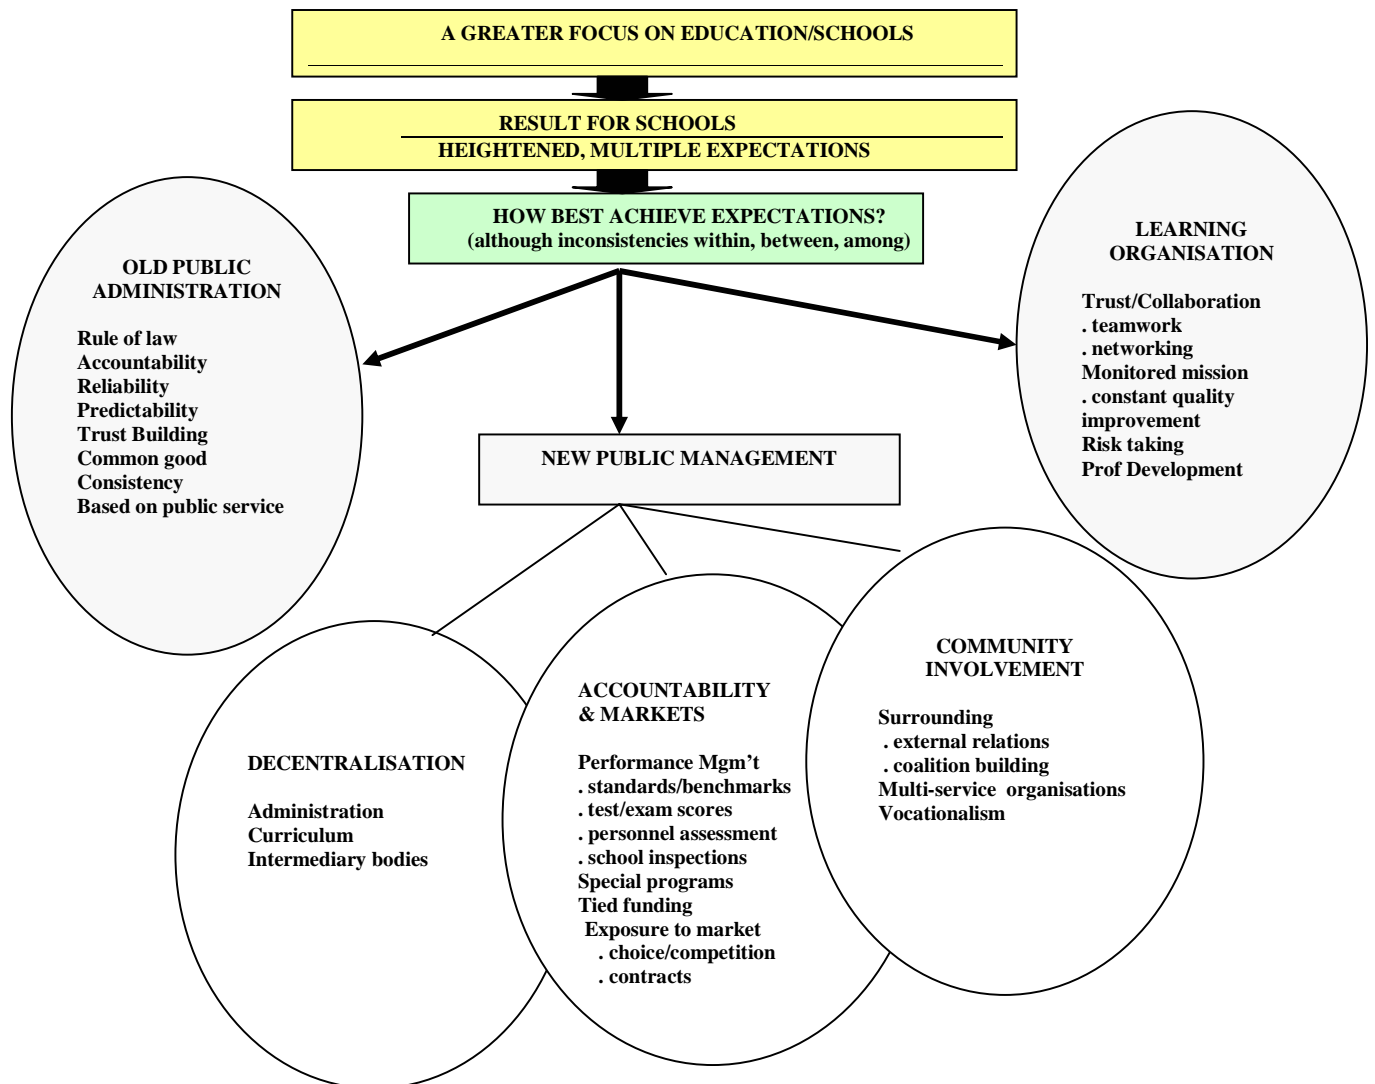 A GREATER FOCUS ON EDUCATION/SCHOOLS
RESULT FOR SCHOOLS
HEIGHTENED, MULTIPLE EXPECTATIONS
HOW BEST ACHIEVE EXPECTATIONS?
(although inconsistencies within, between, among)
OLD PUBLIC
ADMINISTRATION
Rule of law
Accountability
Reliability
Predictability
Trust Building
Common good
Consistency
Based on public service
LEARNING
ORGANISATION
Trust/Collaboration
. teamwork
. networking
Monitored mission
. constant quality
improvement
Risk taking
Prof Development
NEW PUBLIC MANAGEMENT
DECENTRALISATION
Administration
Curriculum
Intermediary bodies
ACCOUNTABILITY
& MARKETS
Performance Mgm't
. standards/benchmarks
. test/exam scores
. personnel assessment
. school inspections
Special programs
Tied funding
Exposure to market
. choice/competition
. contracts
COMMUNITY
INVOLVEMENT
Surrounding
. external relations
. coalition building
Multi-service organisations
Vocationalism